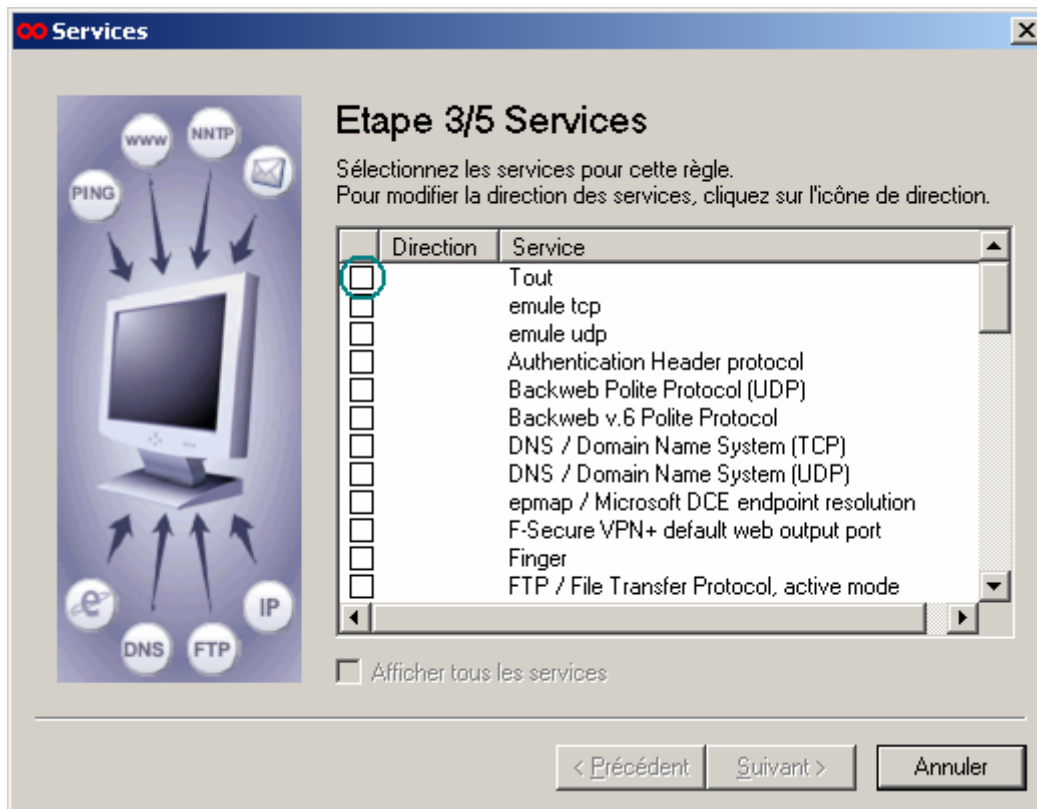 Services
www
NNTP
PING
Etape 3/5 Services
Sélectionnez les services pour cette règle.
Pour modifier la direction des services, cliquez sur l'icône de direction.
Direction Service
Tout
emule tcp
emule udp
Authentication Header protocol
Backweb Polite Protocol (UDP)
Backweb v.6 Polite Protocol
DNS / Domain Name System (TCP)
DNS / Domain Name System (UDP)
epmap / Microsoft DCE endpoint resolution
F-Secure VPN+ default web output port
Finger
FTP / File Transfer Protocol, active mode
e
IP
DNS
FTP
Afficher tous les services
< Précédent
Suivant >
Annuler